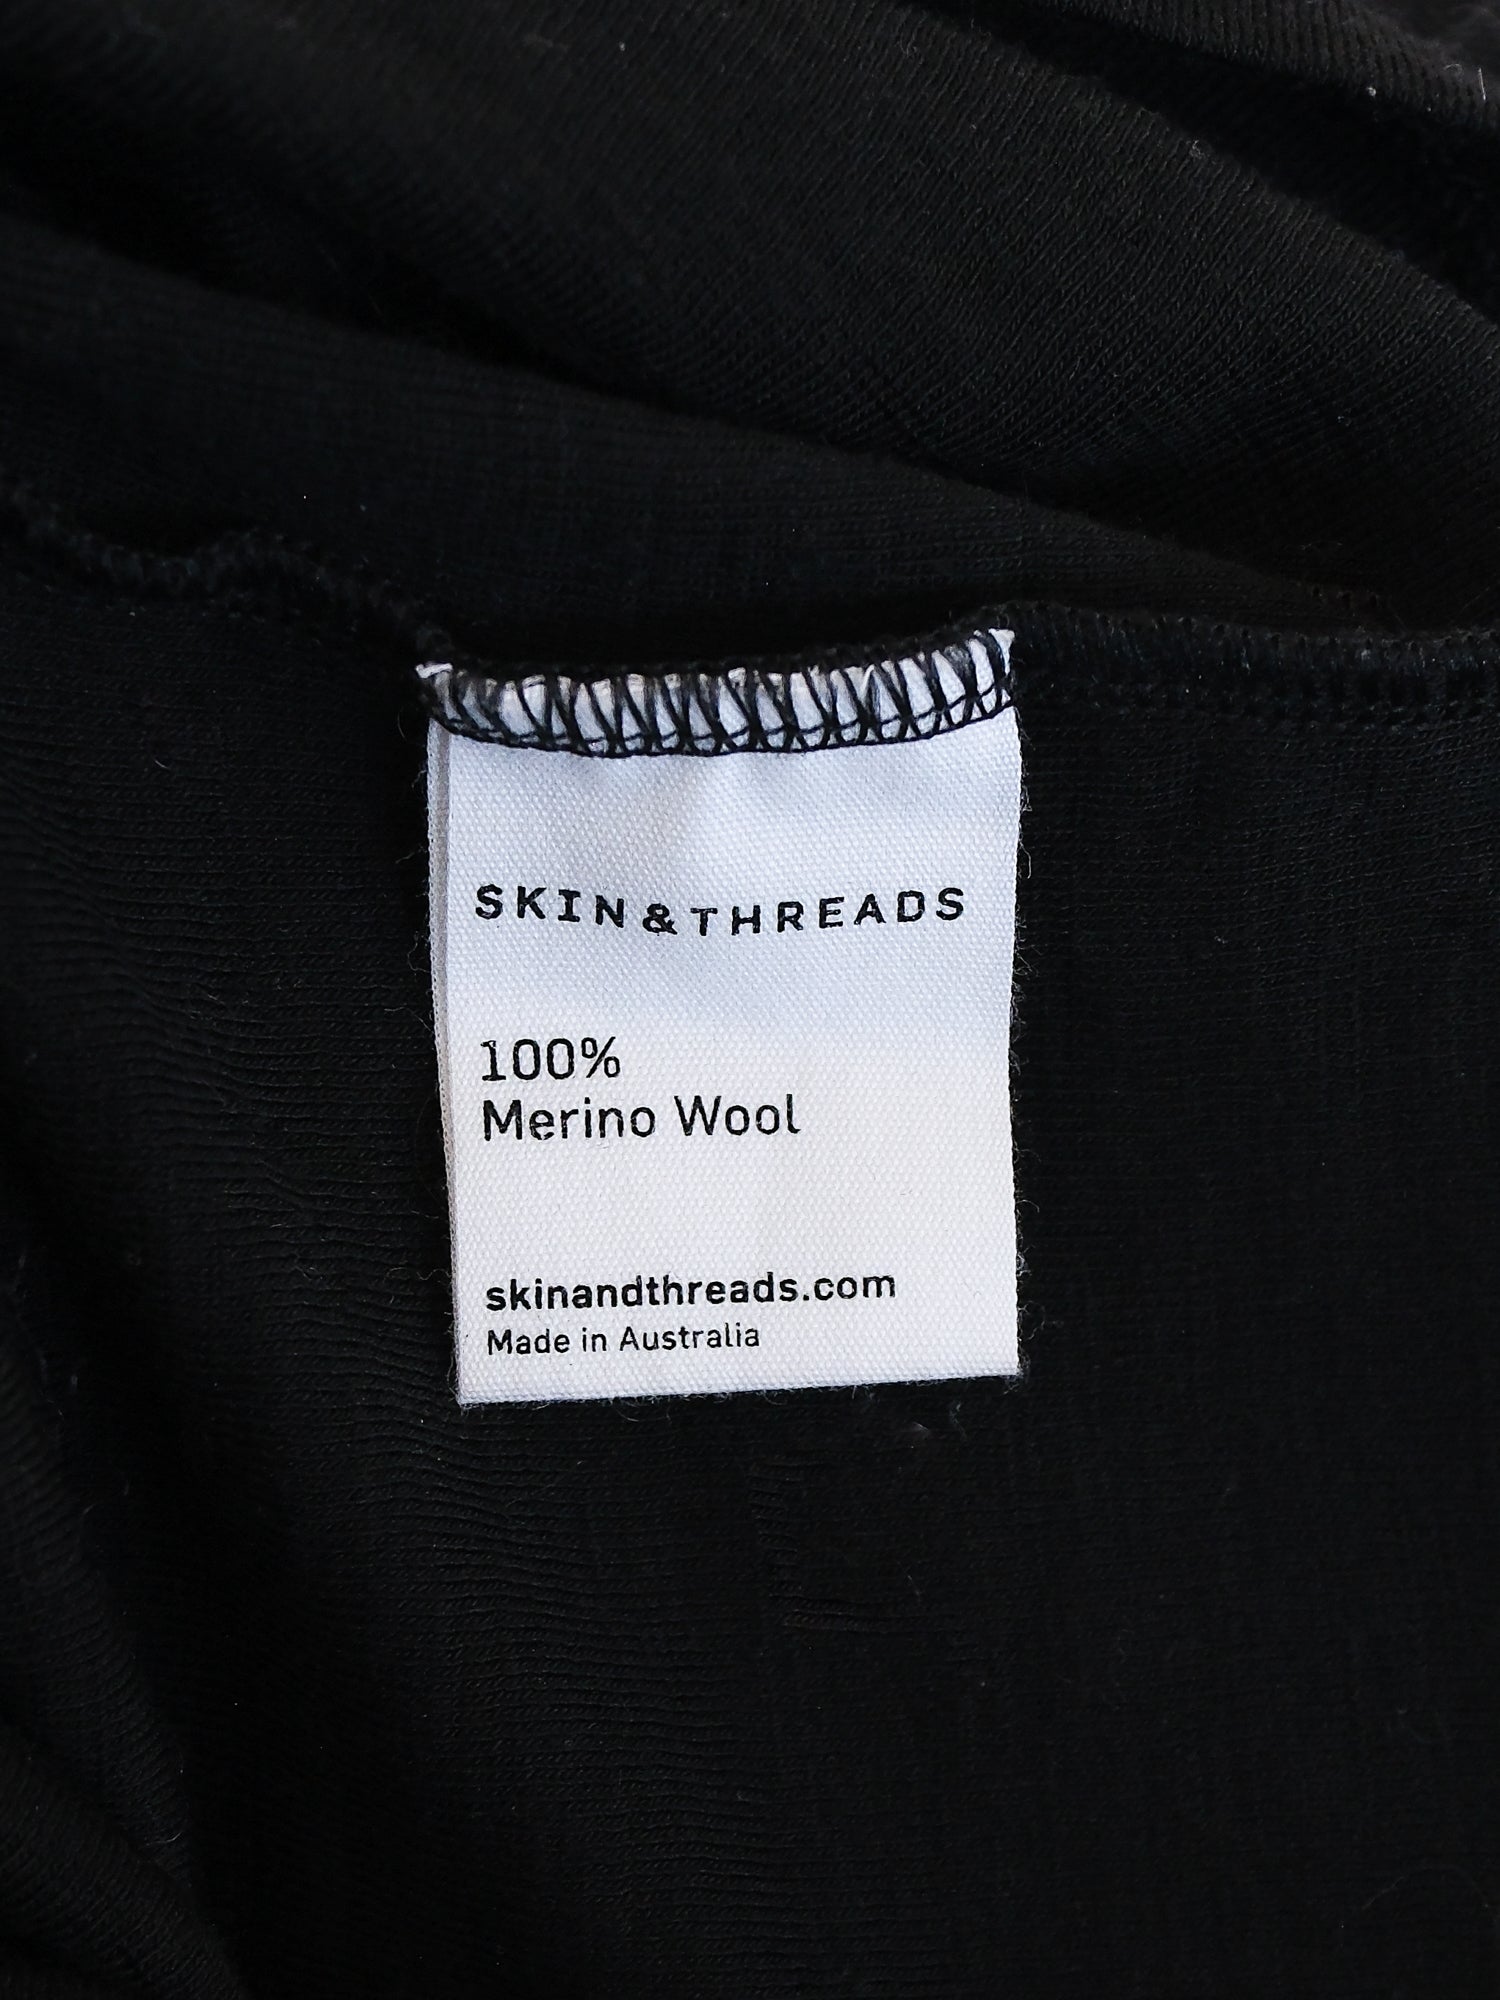 SKIN&THREADS
100%
Merino Wool
skinandthreads.com
Made in Australia